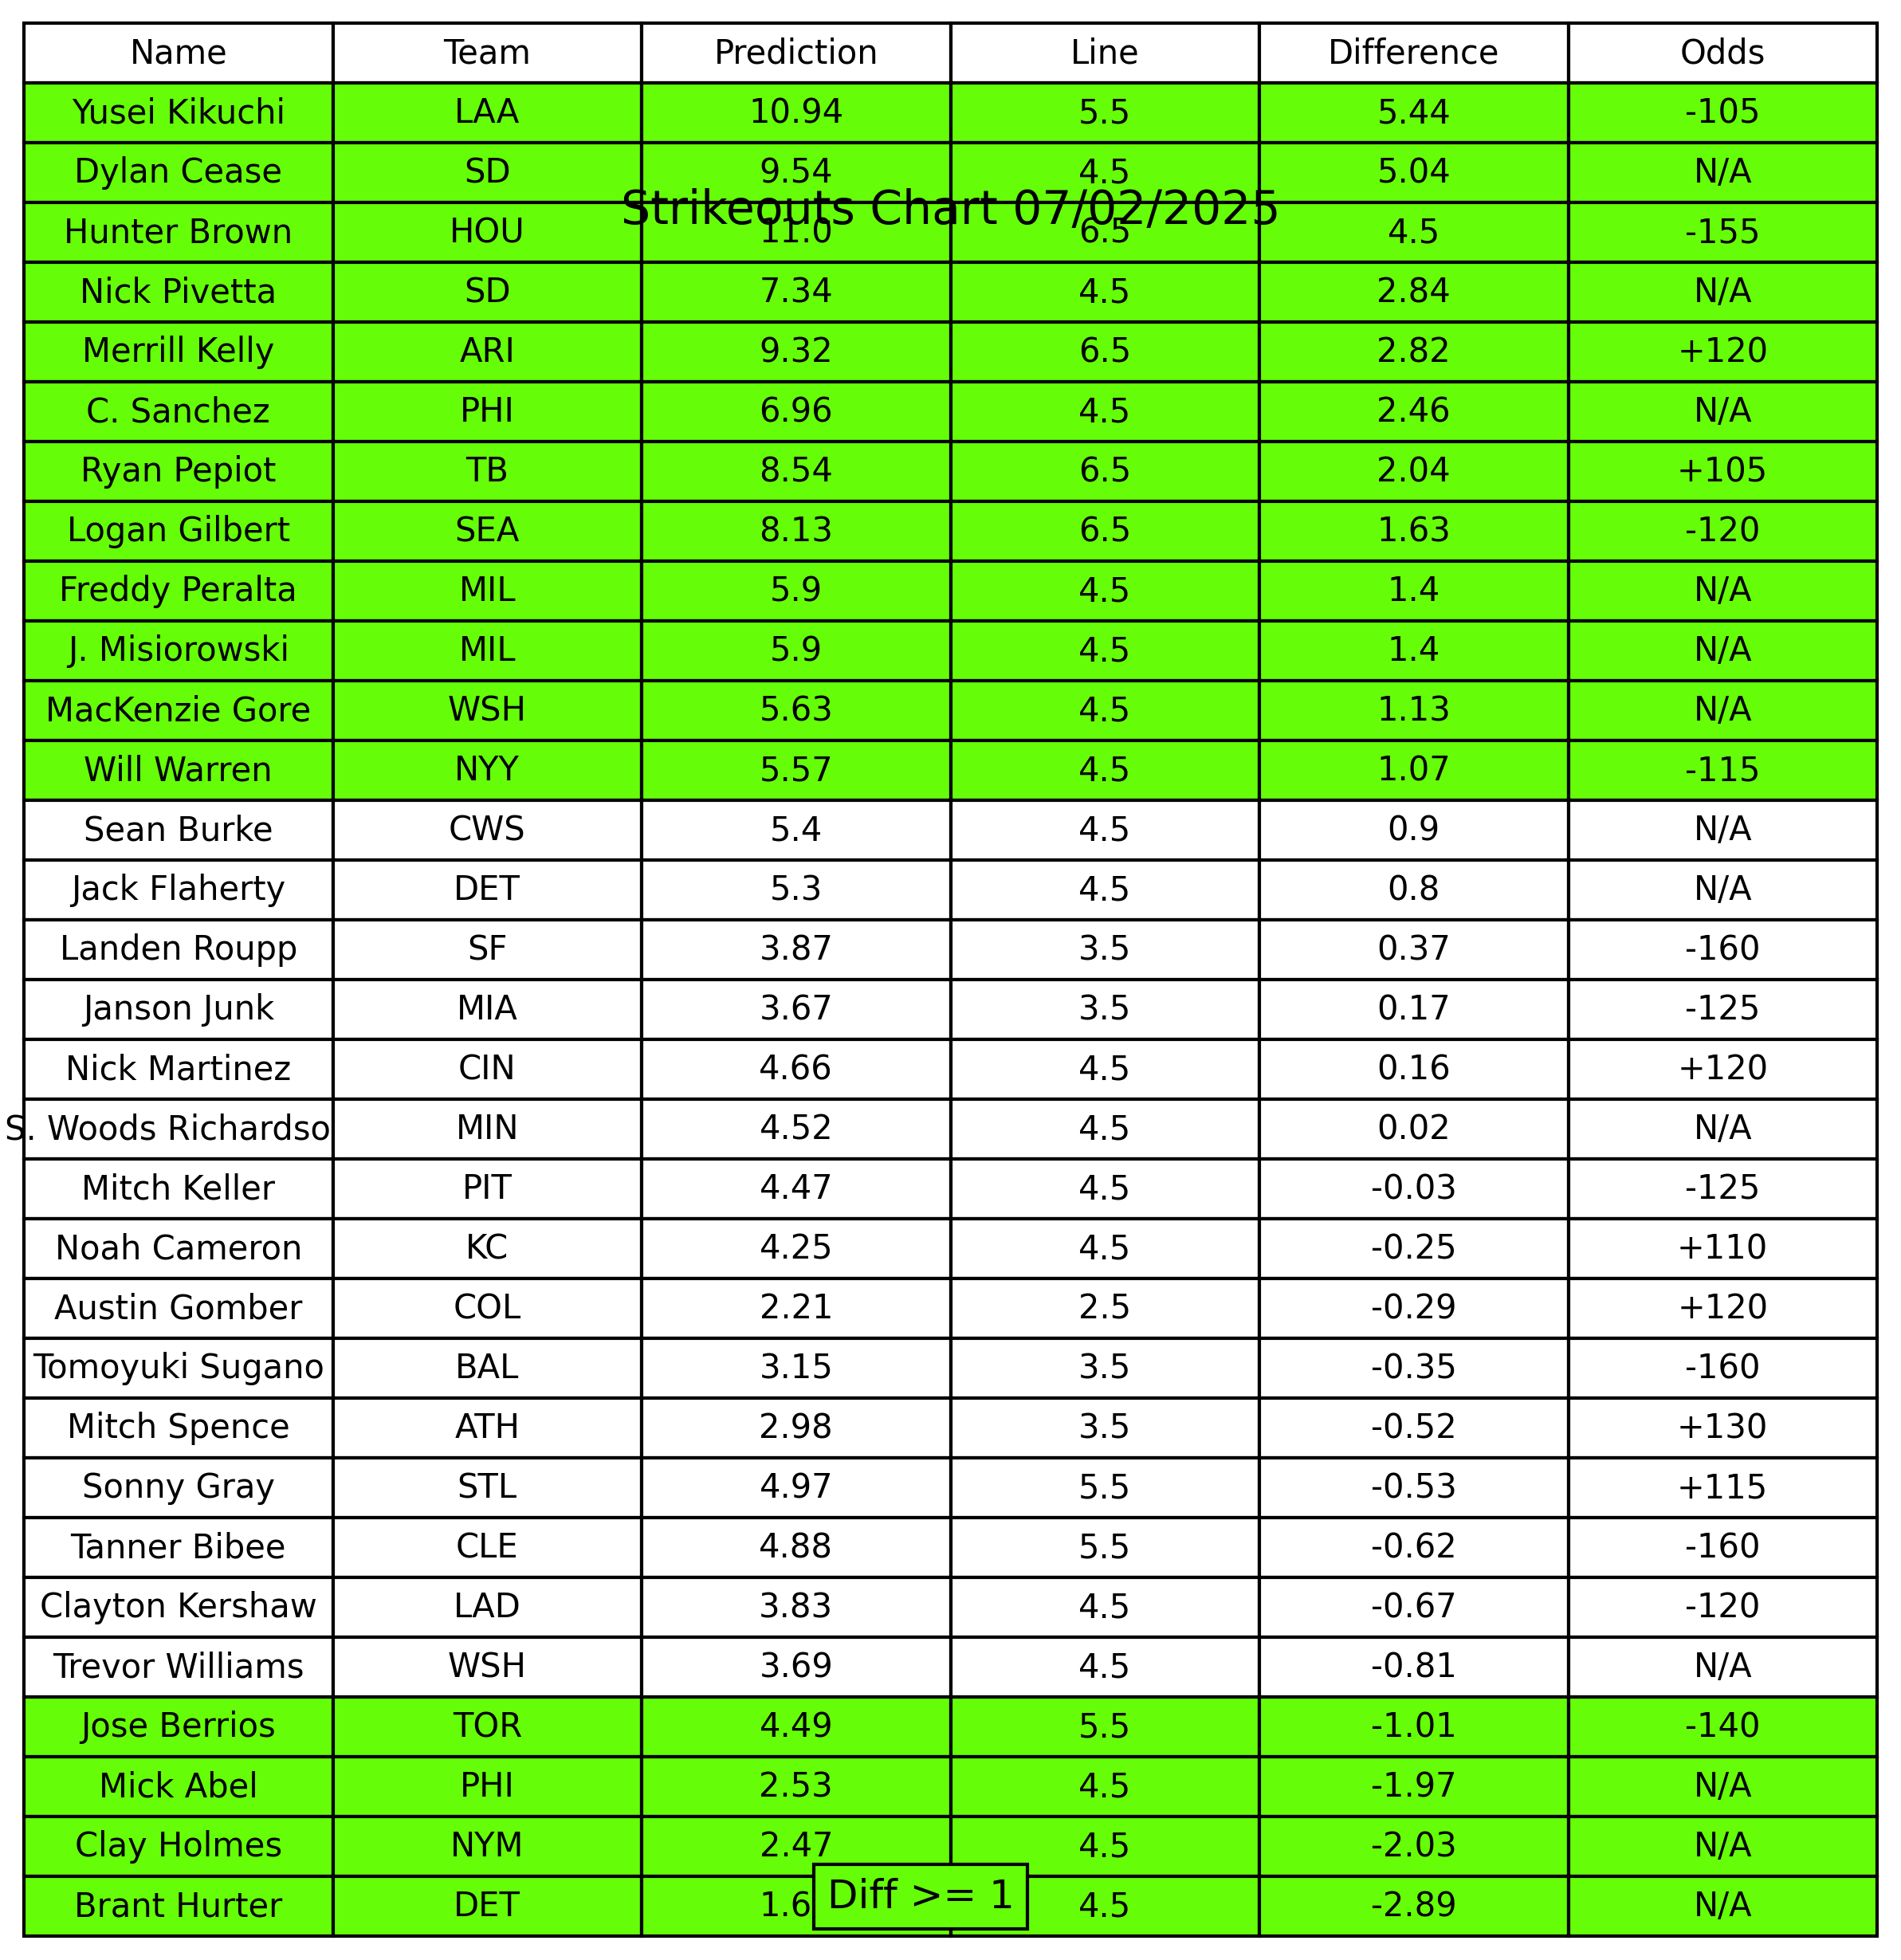 Name Team Prediction Line Difference Odds
Yusei Kikuchi LAA 10.94 5.5 5.44 -105
Dylan Cease SD 9.54 4.5 5.04 N/A
Strikeouts Chart 07/02/2025
Hunter Brown HOU 11.0 6.5 4.5 -155
Nick Pivetta SD 7.34 4.5 2.84 N/A
Merrill Kelly ARI 9.32 6.5 2.82 +120
C. Sanchez PHI 6.96 4.5 2.46 N/A
Ryan Pepiot TB 8.54 6.5 2.04 +105
Logan Gilbert SEA 8.13 6.5 1.63 -120
Freddy Peralta MIL 5.9 4.5 1.4 N/A
J. Misiorowski MIL 5.9 4.5 1.4 N/A
MacKenzie Gore WSH 5.63 4.5 1.13 N/A
Will Warren NYY 5.57 4.5 1.07 -115
Sean Burke CWS 5.4 4.5 0.9 N/A
Jack Flaherty DET 5.3 4.5 0.8 N/A
Landen Roupp SF 3.87 3.5 0.37 -160
Janson Junk MIA 3.67 3.5 0.17 -125
Nick Martinez CIN 4.66 4.5 0.16 +120
S. Woods Richardso MIN 4.52 4.5 0.02 N/A
Mitch Keller PIT 4.47 4.5 -0.03 -125
Noah Cameron KC 4.25 4.5 -0.25 +110
Austin Gomber COL 2.21 2.5 -0.29 +120
Tomoyuki Sugano BAL 3.15 3.5 -0.35 -160
Mitch Spence ATH 2.98 3.5 -0.52 +130
Sonny Gray STL 4.97 5.5 -0.53 +115
Tanner Bibee CLE 4.88 5.5 -0.62 -160
Clayton Kershaw LAD 3.83 4.5 -0.67 -120
Trevor Williams WSH 3.69 4.5 -0.81 N/A
Jose Berrios TOR 4.49 5.5 -1.01 -140
Mick Abel PHI 2.53 4.5 -1.97 N/A
Clay Holmes NYM 2.47 4.5 -2.03 N/A
Brant Hurter DET 1.6 4.5 -2.89 N/A
Diff >= 1